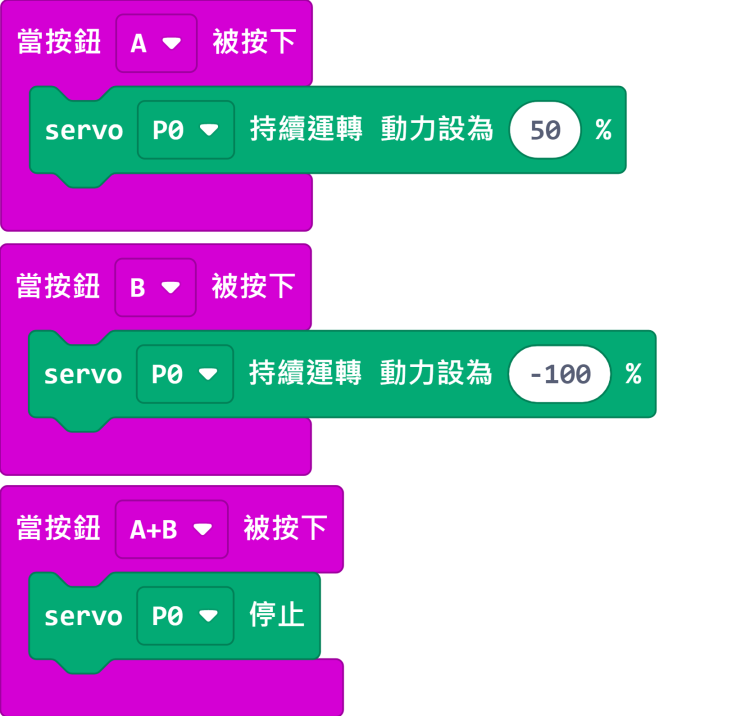 當按鈕 A 被按下
servo P0 持續運轉 動力設為 50 %
當按鈕 B 被按下
servo P0 持續運轉 動力設為 -100 %
當按鈕 A+B 被按下
servo P0 停止